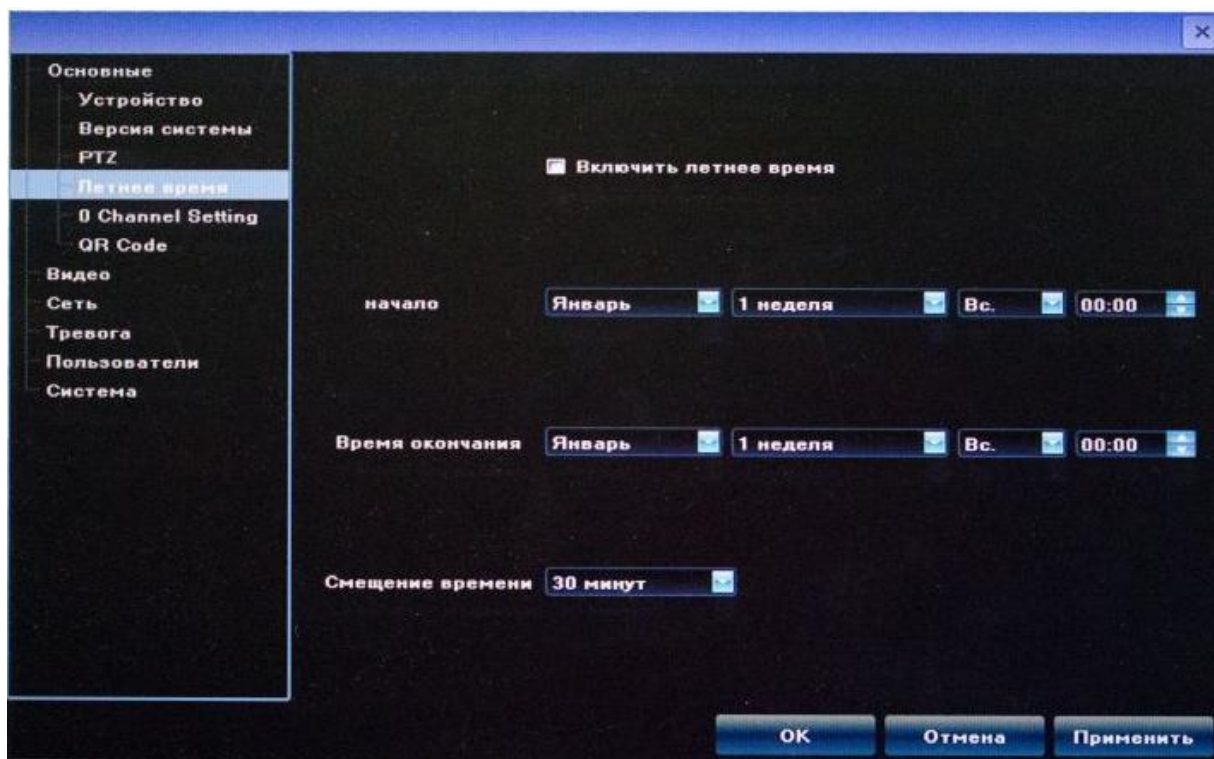 Основные
Устройство
Версия системы
PTZ
Летнее время
0 Channel Setting
QR Code
Видео
Сеть
Тревога
Пользователи
Система
Включить летнее время
начало Январь 1 неделя Вс. 00:00
Время окончания Январь 1 неделя Вс. 00:00
Смещение времени 30 минут
OK Отмена Применить